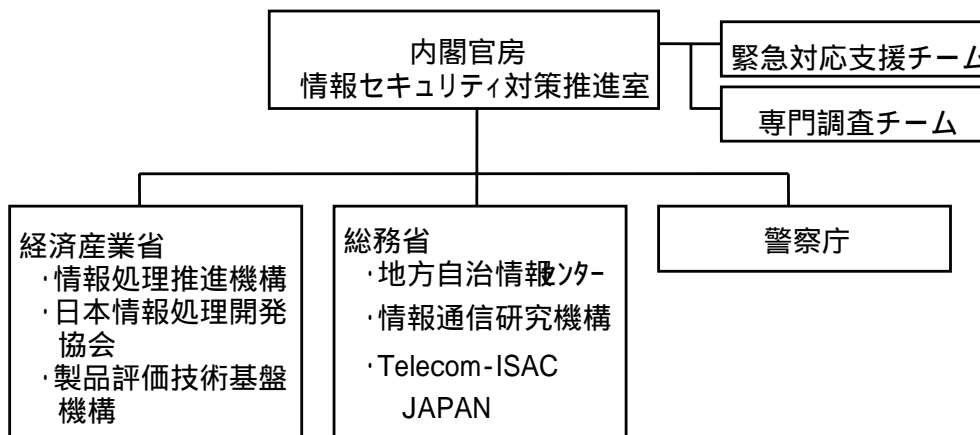 内閣官房
情報セキュリティ対策推進室
緊急対応支援チーム
専門調査チーム
経済産業省
・情報処理推進機構
・日本情報処理開発
協会
・製品評価技術基盤
機構
総務省
・地方自治情報センター
・情報通信研究機構
・Telecom-ISAC
JAPAN
警察庁